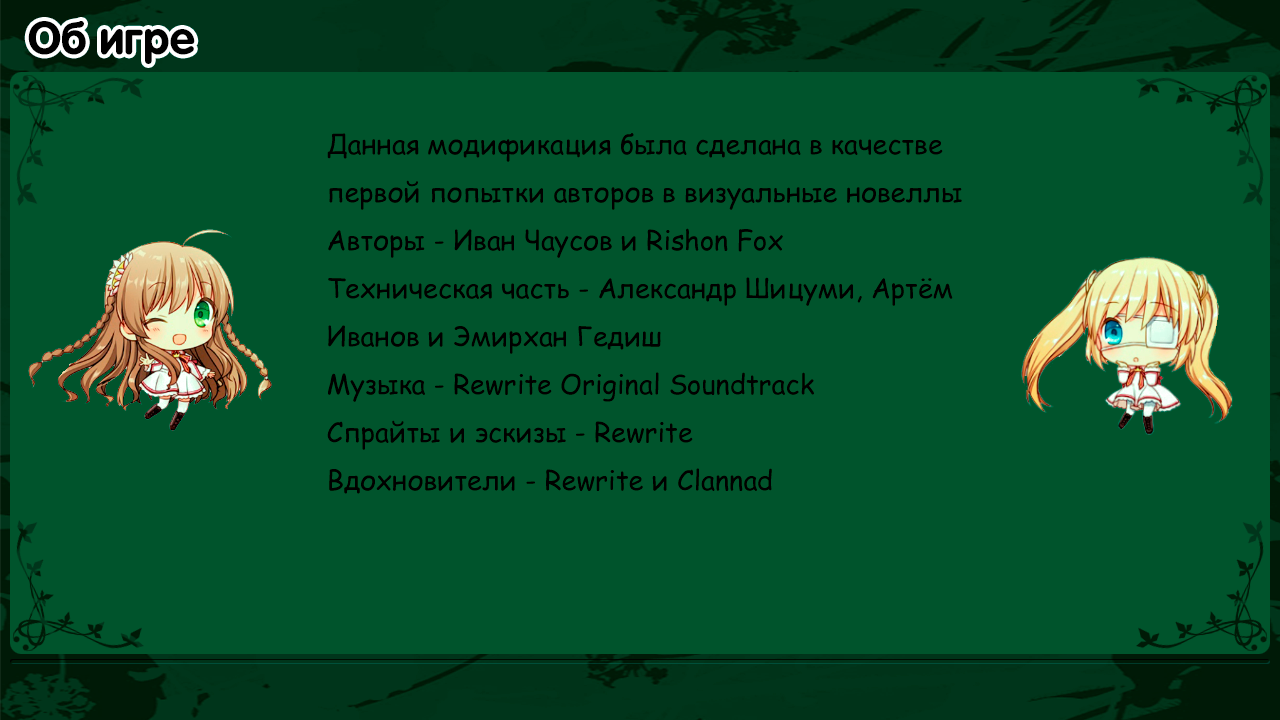 Об игре
Данная модификация была сделана в качестве
первой попытки авторов в визуальные новеллы
Авторы - Иван Чаусов и Rishon Fox
Техническая часть - Александр Шицуми, Артём
Иванов и Эмирхан Гедиш
Музыка - Rewrite Original Soundtrack
Спрайты и эскизы - Rewrite
Вдохновители - Rewrite и Clannad